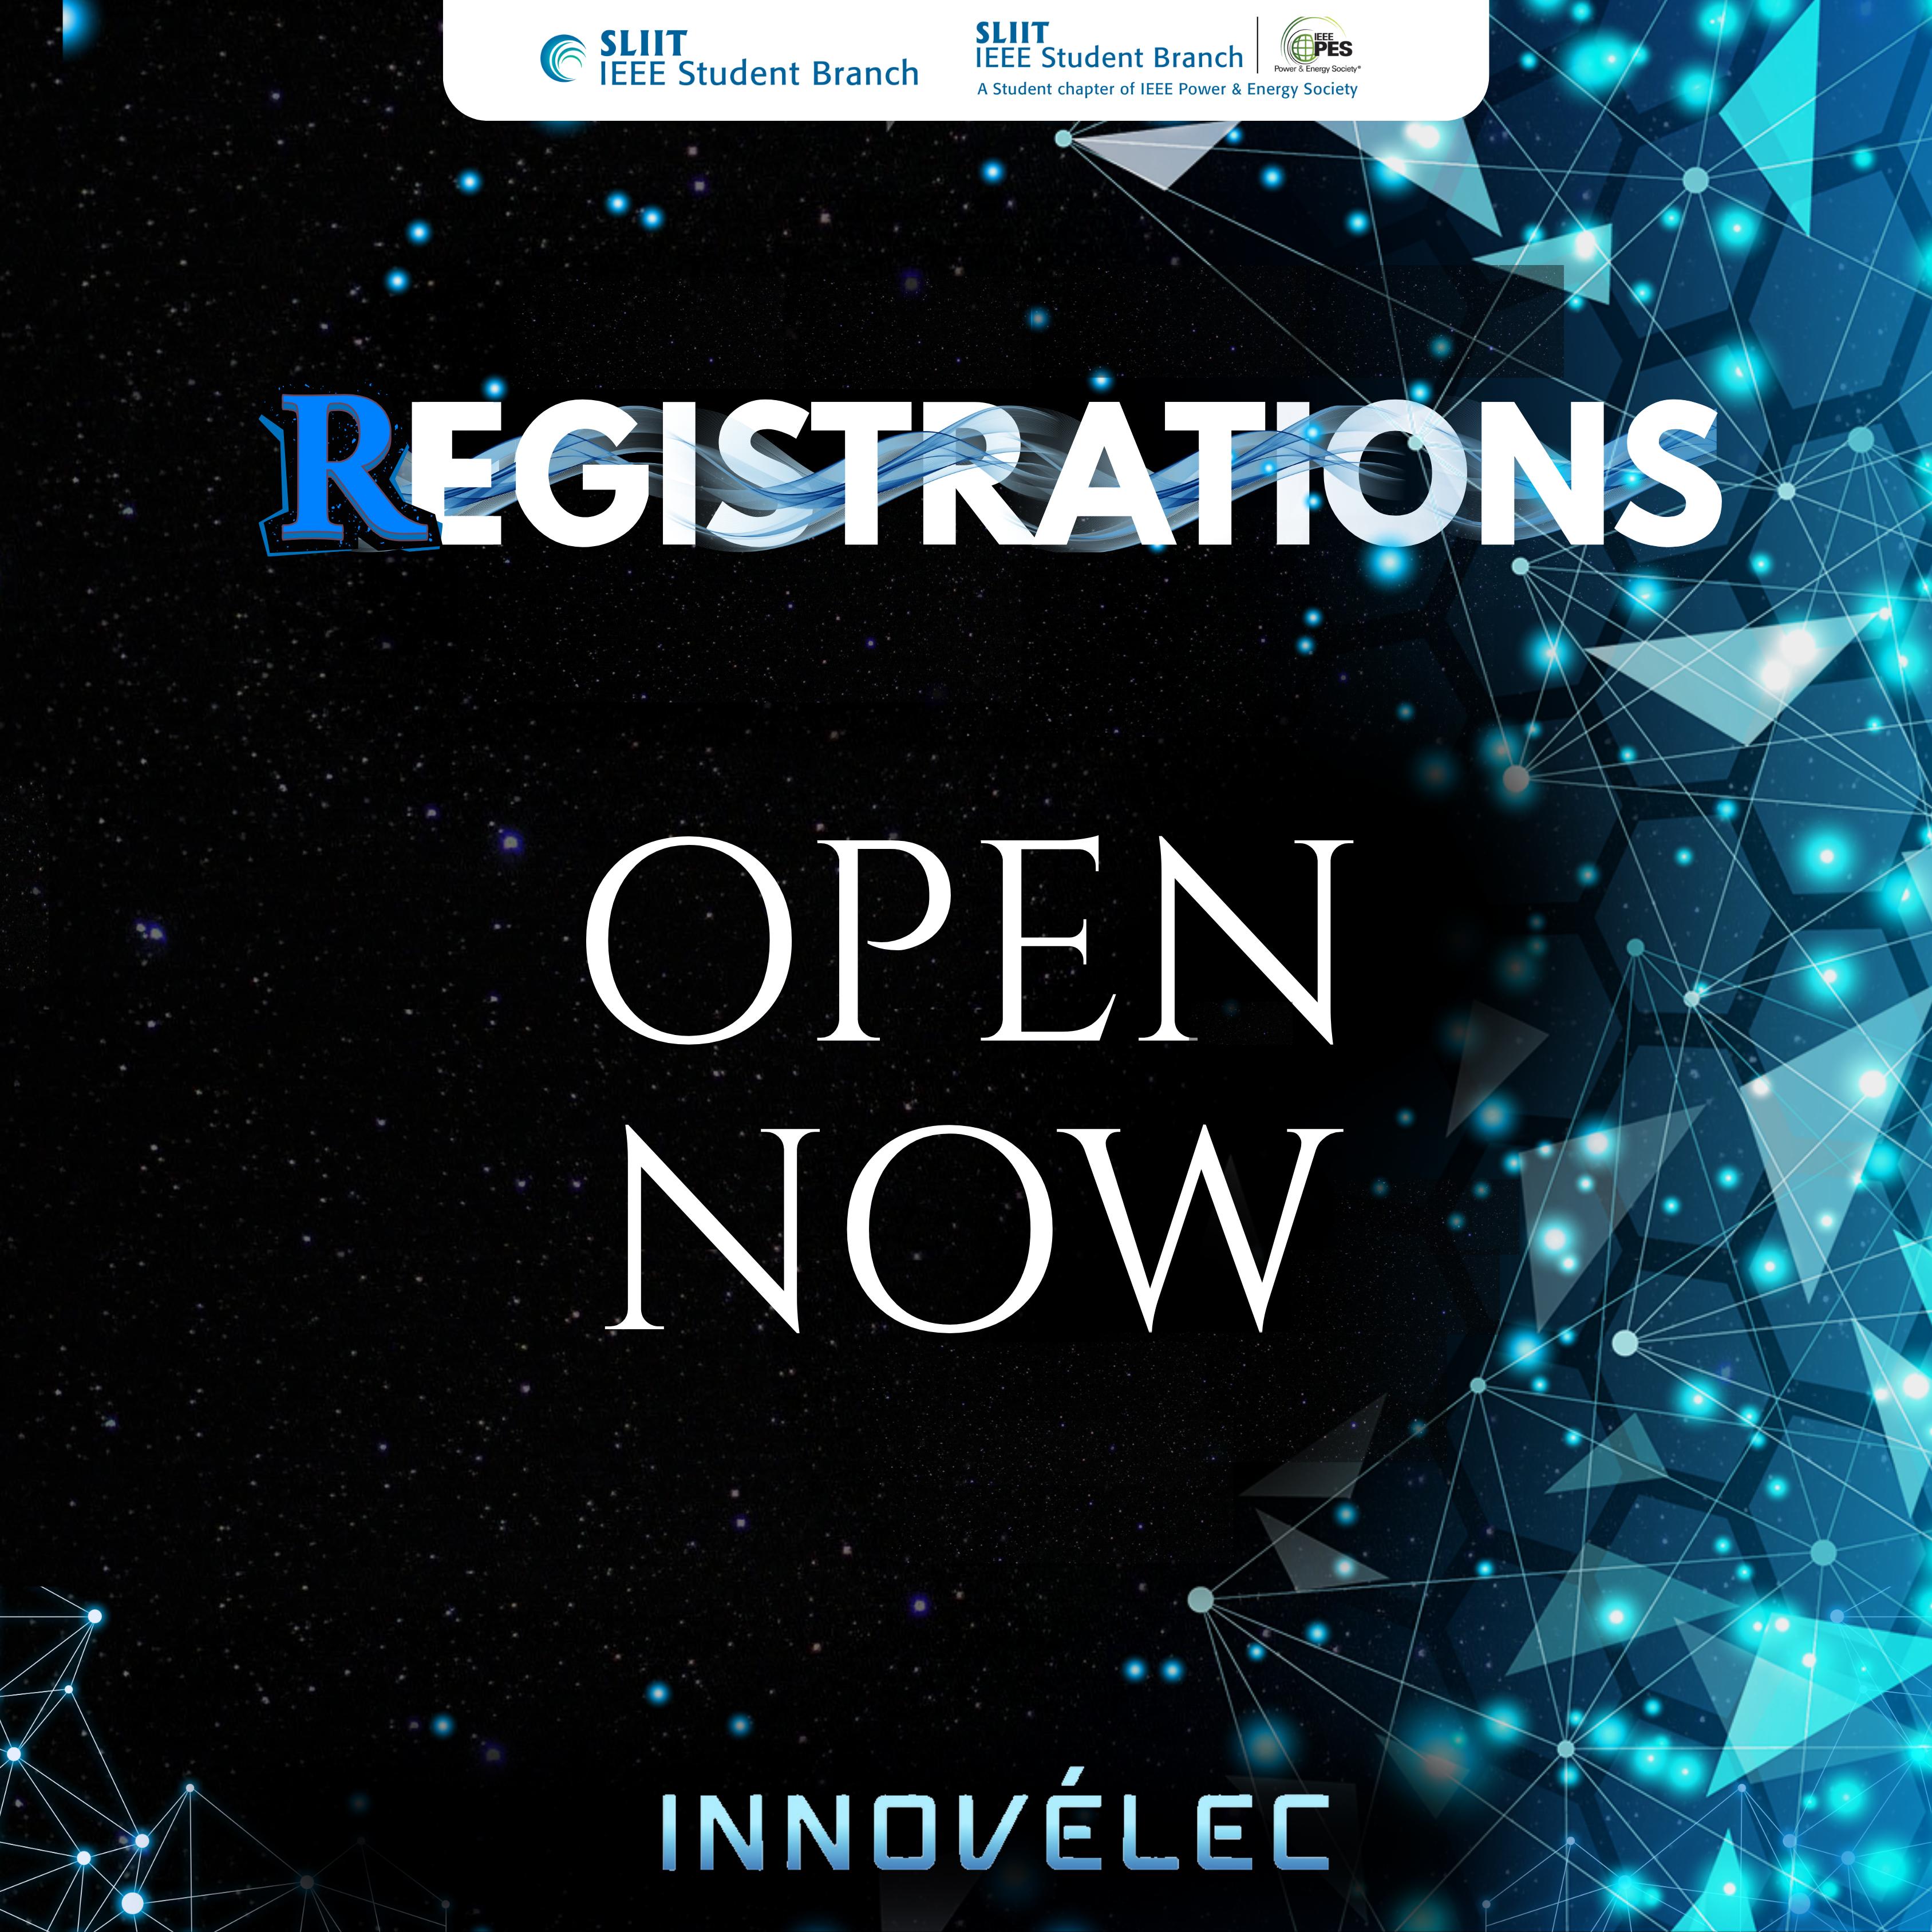 SLIIT
IEEE Student Branch
SLIIT
IEEE Student Branch
IEEE
PES
Power & Energy Society®
A Student chapter of IEEE Power & Energy Society
REGISTRATIONS
OPEN
NOW
INNOVÉLEC